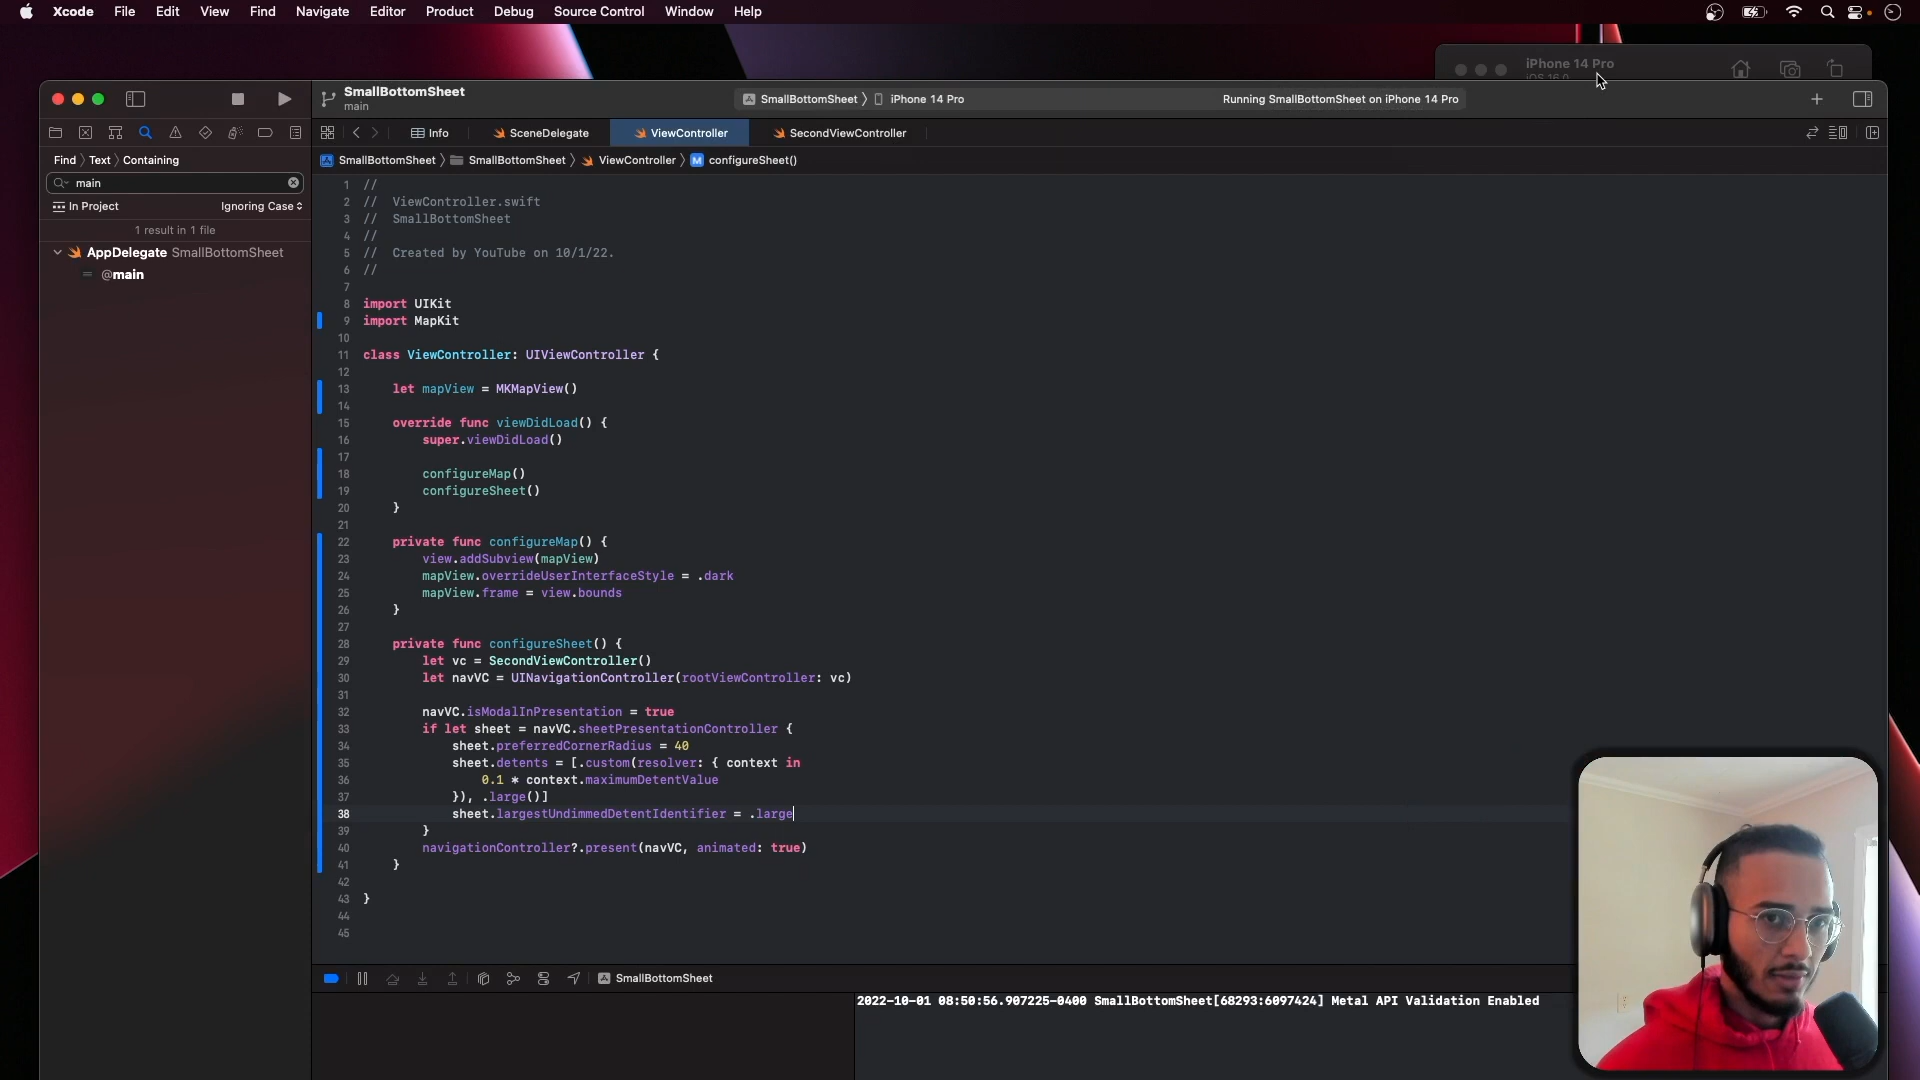 Xcode File Edit View Find Navigate Editor Product Debug Source Control Window Help
iPhone 14 Pro
iOS 16.0
SmallBottomSheet
main
SmallBottomSheet iPhone 14 Pro
Running SmallBottomSheet on iPhone 14 Pro
Info SceneDelegate ViewController SecondViewController
Find Text Containing
SmallBottomSheet SmallBottomSheet ViewController M configureSheet()
main
In Project Ignoring Case
1 result in 1 file
AppDelegate SmallBottomSheet
@main
1 //
2 // ViewController.swift
3 // SmallBottomSheet
4 //
5 // Created by YouTube on 10/1/22.
6 //
7
8 import UIKit
9 import MapKit
10
11 class ViewController: UIViewController {
12
13 let mapView = MKMapView()
14
15 override func viewDidLoad() {
16 super.viewDidLoad()
17
18 configureMap()
19 configureSheet()
20 }
21
22 private func configureMap() {
23 view.addSubview(mapView)
24 mapView.overrideUserInterfaceStyle = .dark
25 mapView.frame = view.bounds
26 }
27
28 private func configureSheet() {
29 let vc = SecondViewController()
30 let navVC = UINavigationController(rootViewController: vc)
31
32 navVC.isModalInPresentation = true
33 if let sheet = navVC.sheetPresentationController {
34 sheet.preferredCornerRadius = 40
35 sheet.detents = [.custom(resolver: { context in
36 0.1 * context.maximumDetentValue
37 }), .large()]
38 sheet.largestUndimmedDetentIdentifier = .large
39 }
40 navigationController?.present(navVC, animated: true)
41 }
42
43 }
44
45
SmallBottomSheet
2022-10-01 08:50:56.907225-0400 SmallBottomSheet[68293:6097424] Metal API Validation Enabled